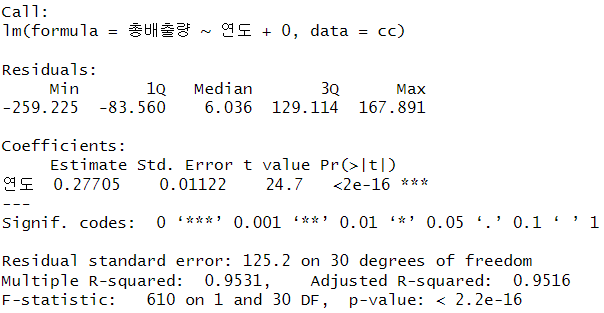 Call:
lm(formula = 총배출량 ~ 연도 + 0, data = cc)
Residuals:
Min 1Q Median 3Q Max
-259.225 -83.560 6.036 129.114 167.891
Coefficients:
Estimate Std. Error t value Pr(>|t|)
연도 0.27705 0.01122 24.7 <2e-16 ***
---
Signif. codes: 0 ‘***’ 0.001 ‘**’ 0.01 ‘*’ 0.05 ‘.’ 0.1 ‘ ’ 1
Residual standard error: 125.2 on 30 degrees of freedom
Multiple R-squared: 0.9531, Adjusted R-squared: 0.9516
F-statistic: 610 on 1 and 30 DF, p-value: < 2.2e-16